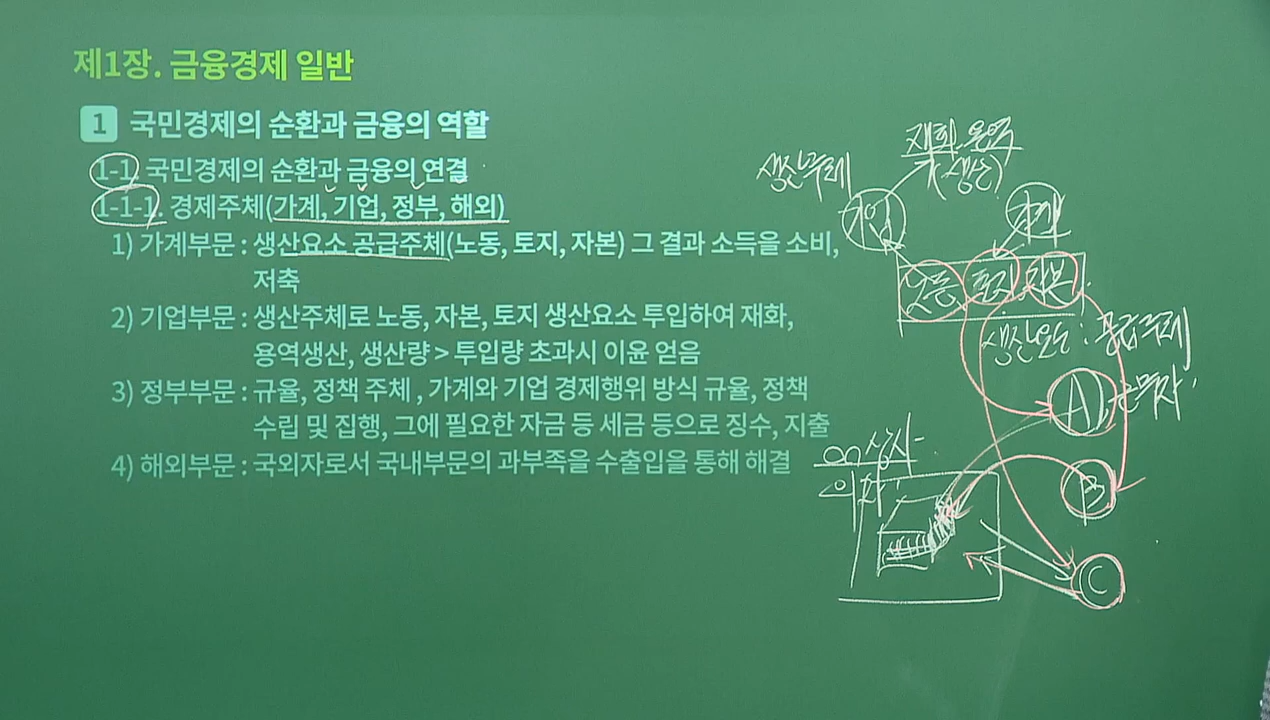 제1장. 금융경제 일반
1 국민경제의 순환과 금융의 역할
1-1. 국민경제의 순환과 금융의 연결
1-1-1. 경제주체(가계, 기업, 정부, 해외)
1) 가계부문 : 생산요소 공급주체(노동, 토지, 자본) 그 결과 소득을 소비,
저축
2) 기업부문 : 생산주체로 노동, 자본, 토지 생산요소 투입하여 재화,
용역생산, 생산량 > 투입량 초과시 이윤 얻음
3) 정부부문 : 규율, 정책 주체 , 가계와 기업 경제행위 방식 규율, 정책
수립 및 집행, 그에 필요한 자금 등 세금 등으로 징수, 지출
4) 해외부문 : 국외자로서 국내부문의 과부족을 수출입을 통해 해결
재화·용역
생산주체
(생산)
기업
가계
노동, 토지, 자본
생산요소 : 공급주체
A
근무자
상사
의자
B
C